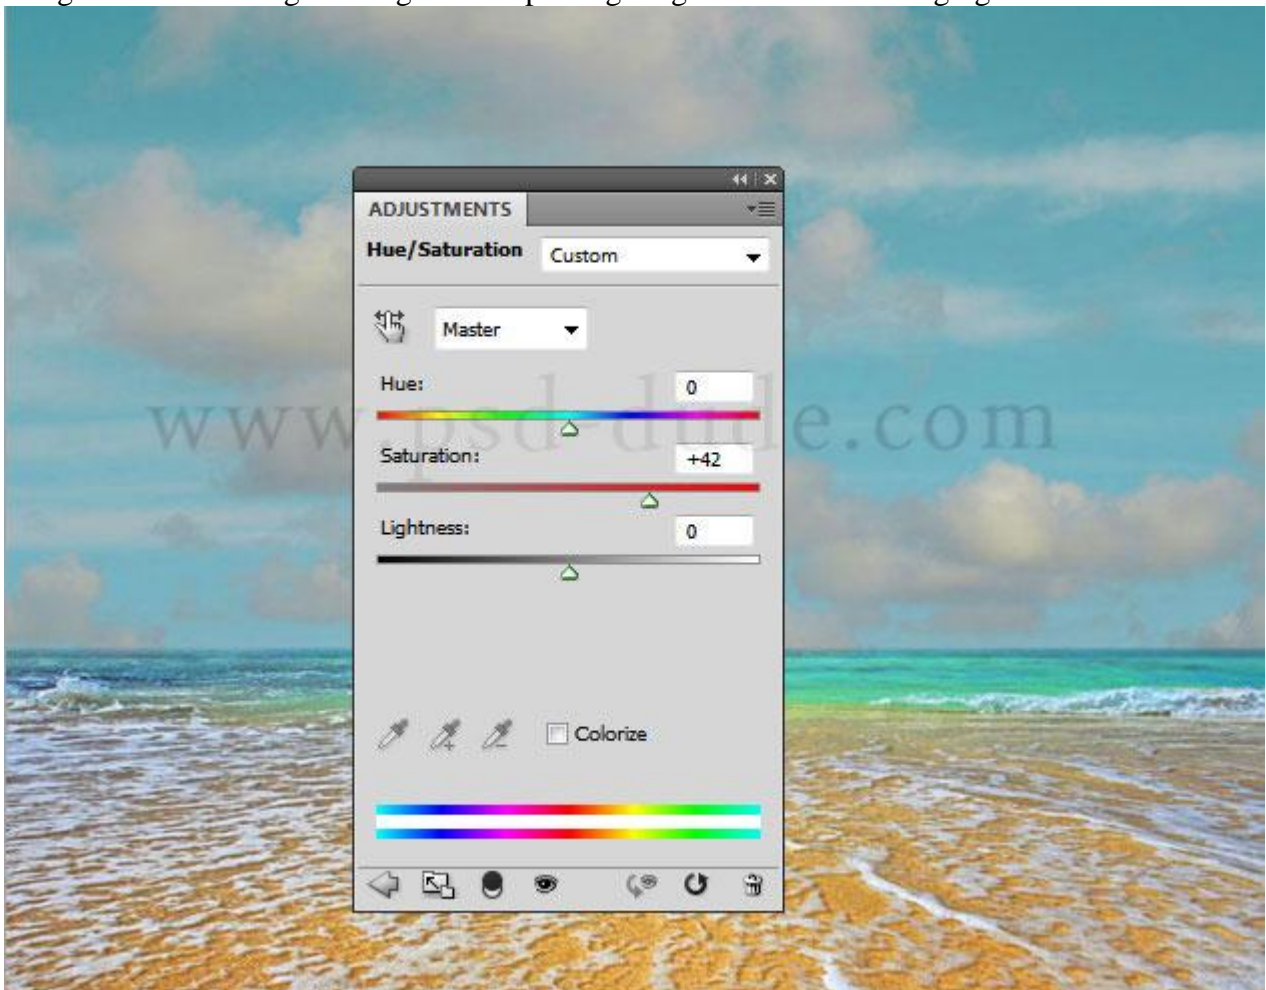 ADJUSTMENTS
Hue/Saturation Custom
Master
Hue: 0
www.psd-dude.com
Saturation: +42
Lightness: 0
Colorize